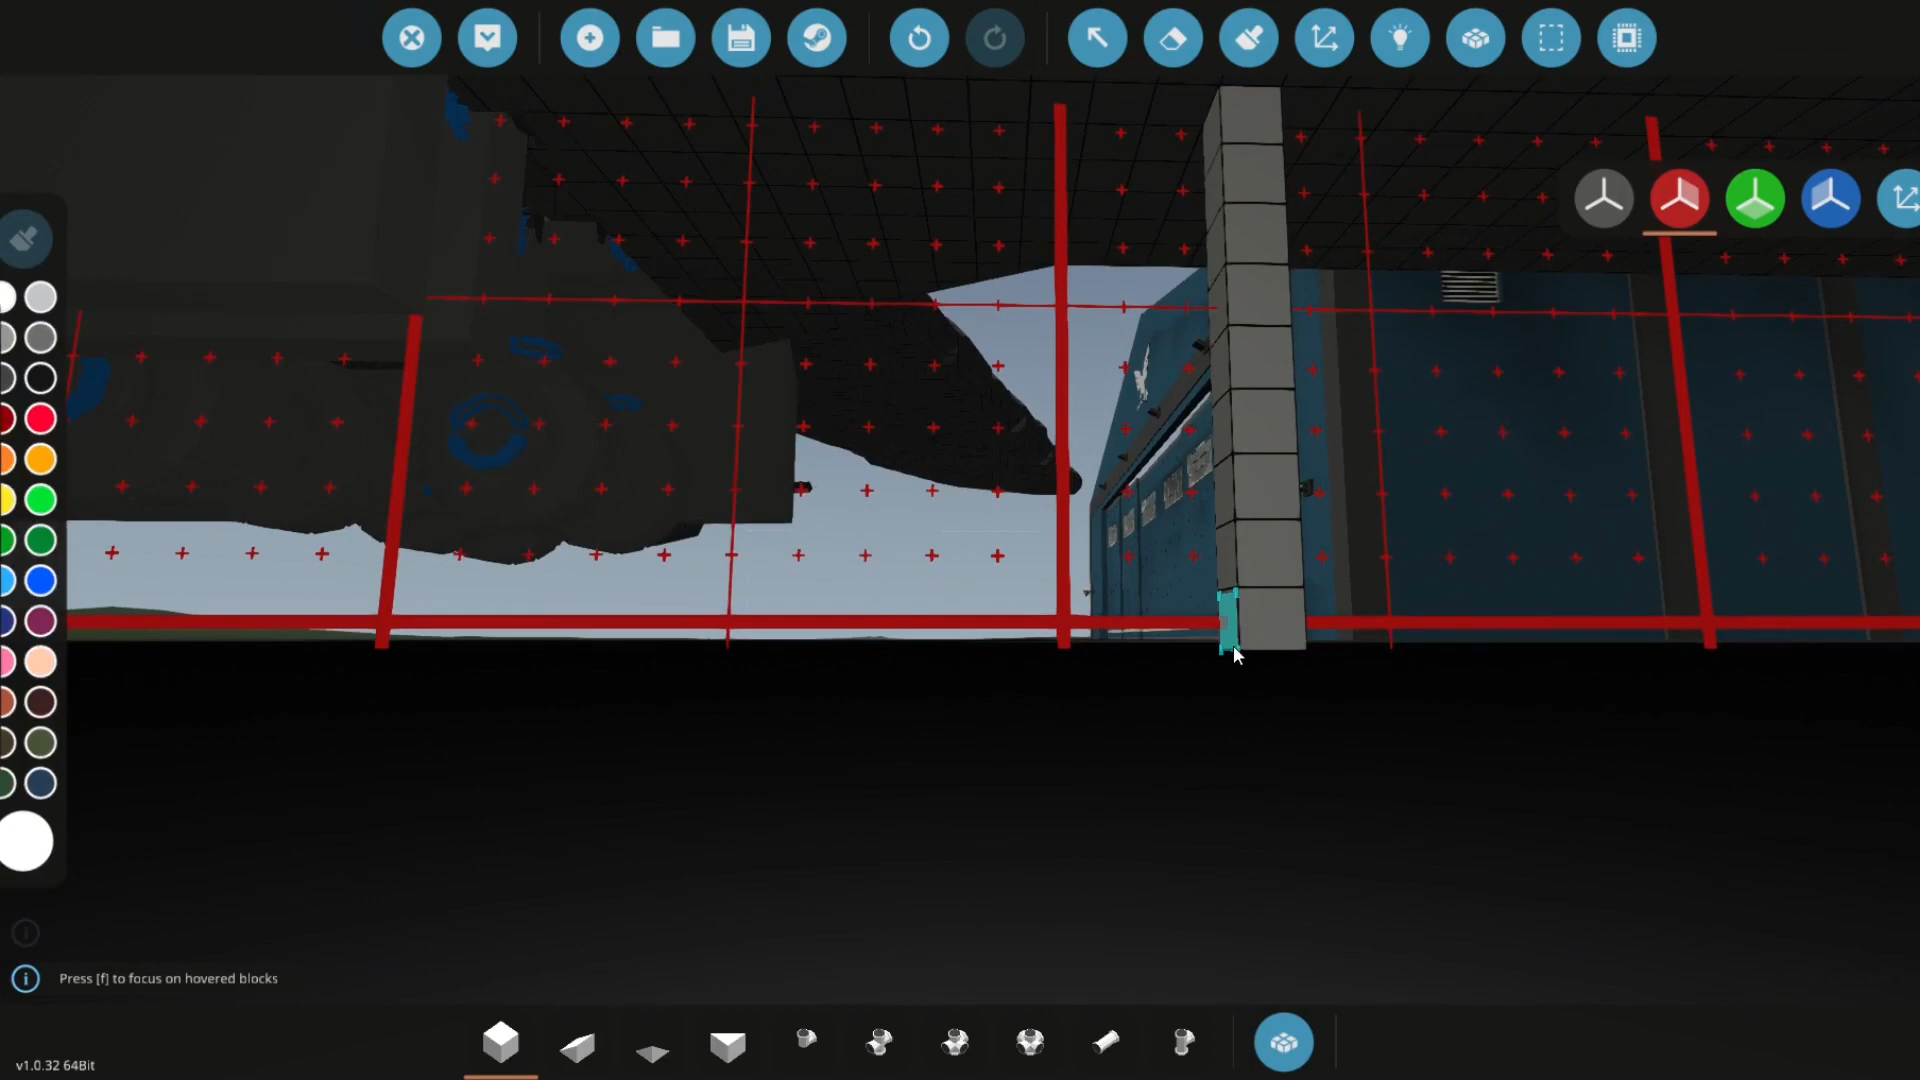 Press [f] to focus on hovered blocks
v1.0.32 64Bit